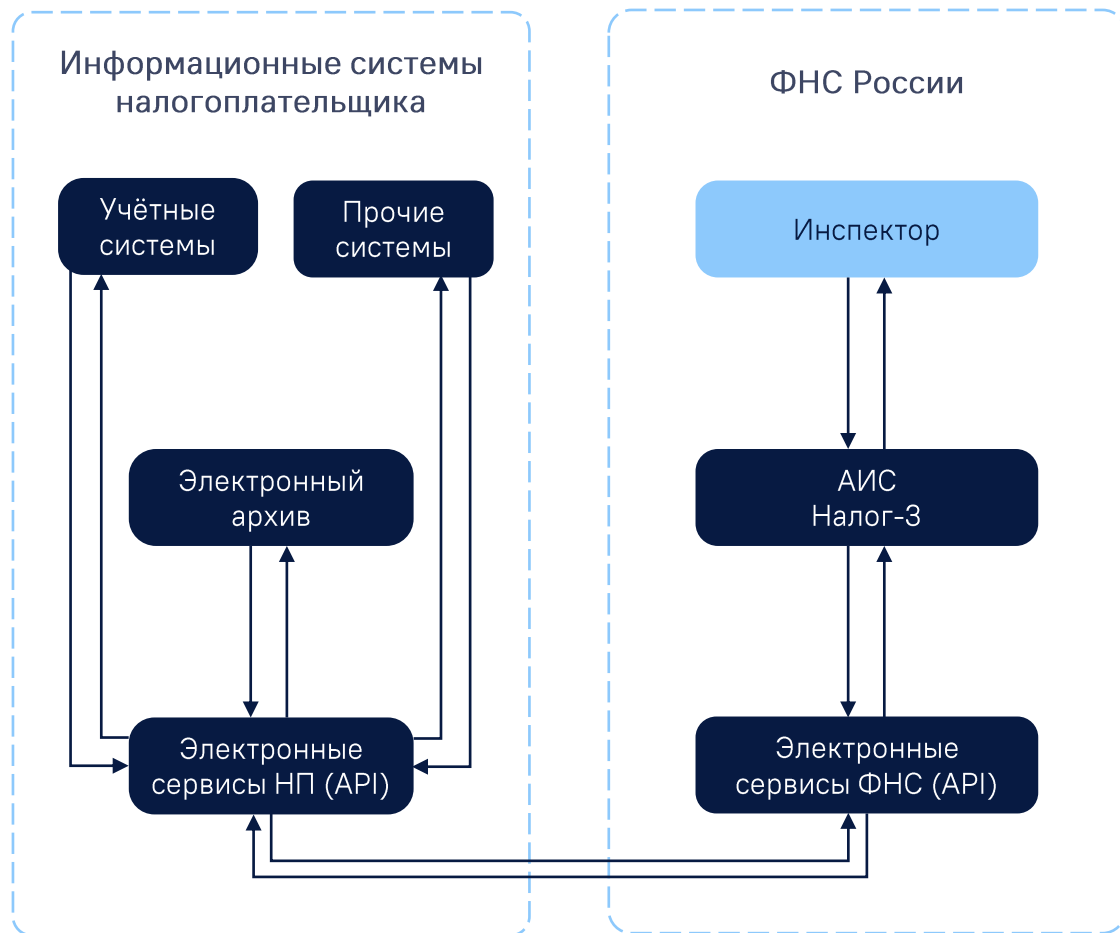 Информационные системы
налогоплательщика
Учётные
системы
Прочие
системы
Электронный
архив
Электронные
сервисы НП (API)
ФНС России
Инспектор
АИС
Налог-3
Электронные
сервисы ФНС (API)